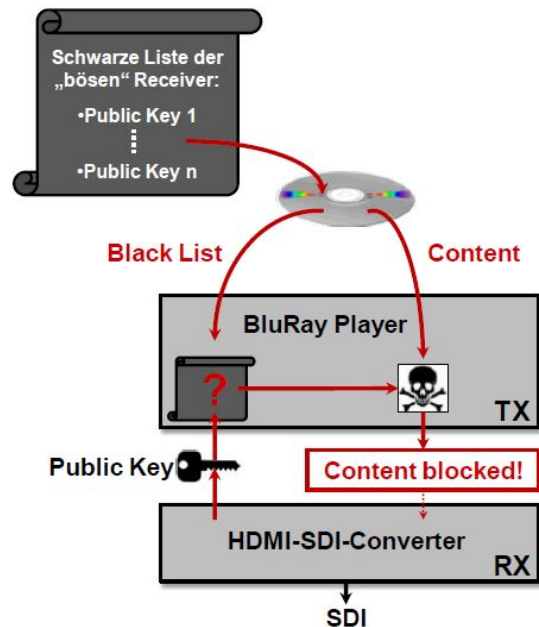 Schwarze Liste der
„bösen“ Receiver:
•Public Key 1
•Public Key n
Black List
Content
BluRay Player
?
TX
Public Key
Content blocked!
HDMI-SDI-Converter
RX
SDI